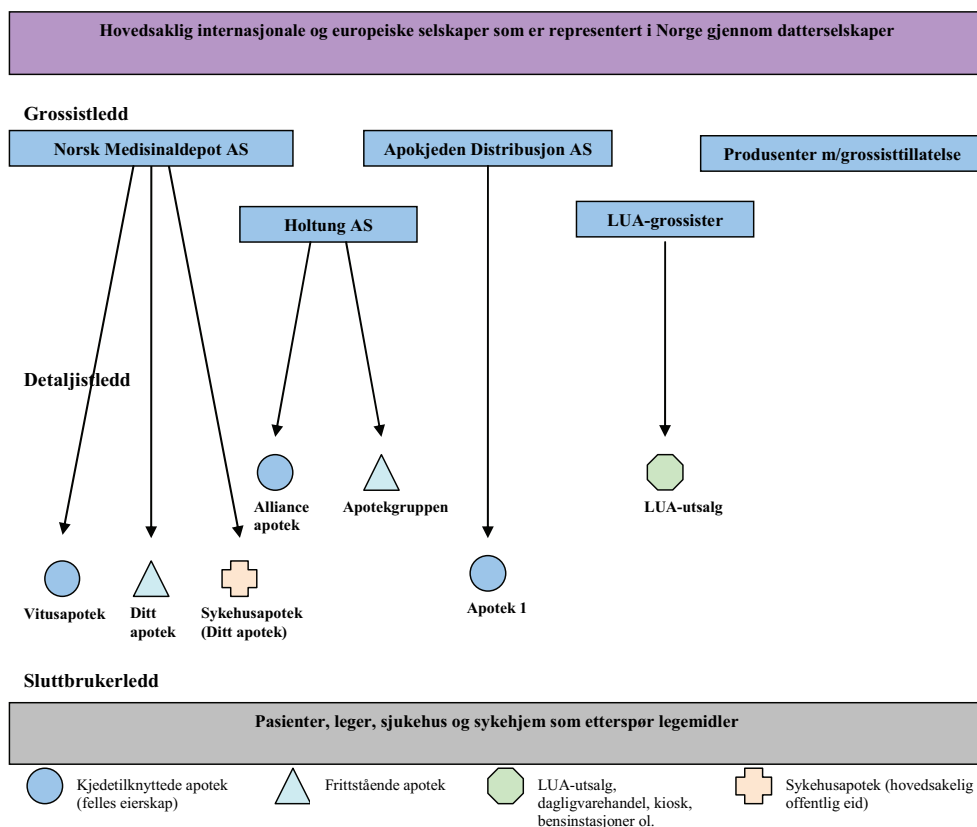 Hovedsaklig internasjonale og europeiske selskaper som er representert i Norge gjennom datterselskaper
Grossistledd
Norsk Medisinaldepot AS
Apokjeden Distribusjon AS
Produsenter m/grossisttillatelse
Holtung AS
LUA-grossister
Detaljistledd
Alliance
apotek
Apotekgruppen
LUA-utsalg
Vitusapotek
Ditt
apotek
Sykehusapotek
(Ditt apotek)
Apotek 1
Sluttbrukerledd
Pasienter, leger, sjukehus og sykehjem som etterspør legemidler
Kjedetilknyttede apotek
(felles eierskap)
Frittstående apotek
LUA-utsalg,
dagligvarehandel, kiosk,
bensinstasjoner ol.
Sykehusapotek (hovedsakelig
offentlig eid)